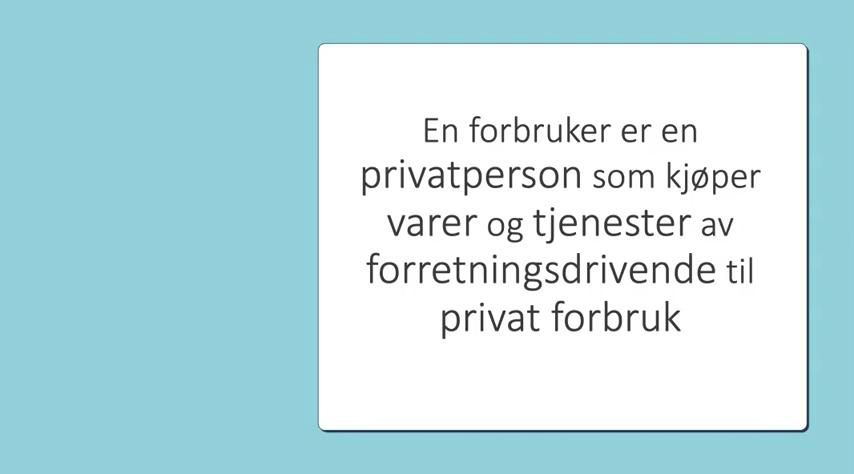 En forbruker er en
privatperson som kjøper
varer og tjenester av
forretningsdrivende til
privat forbruk